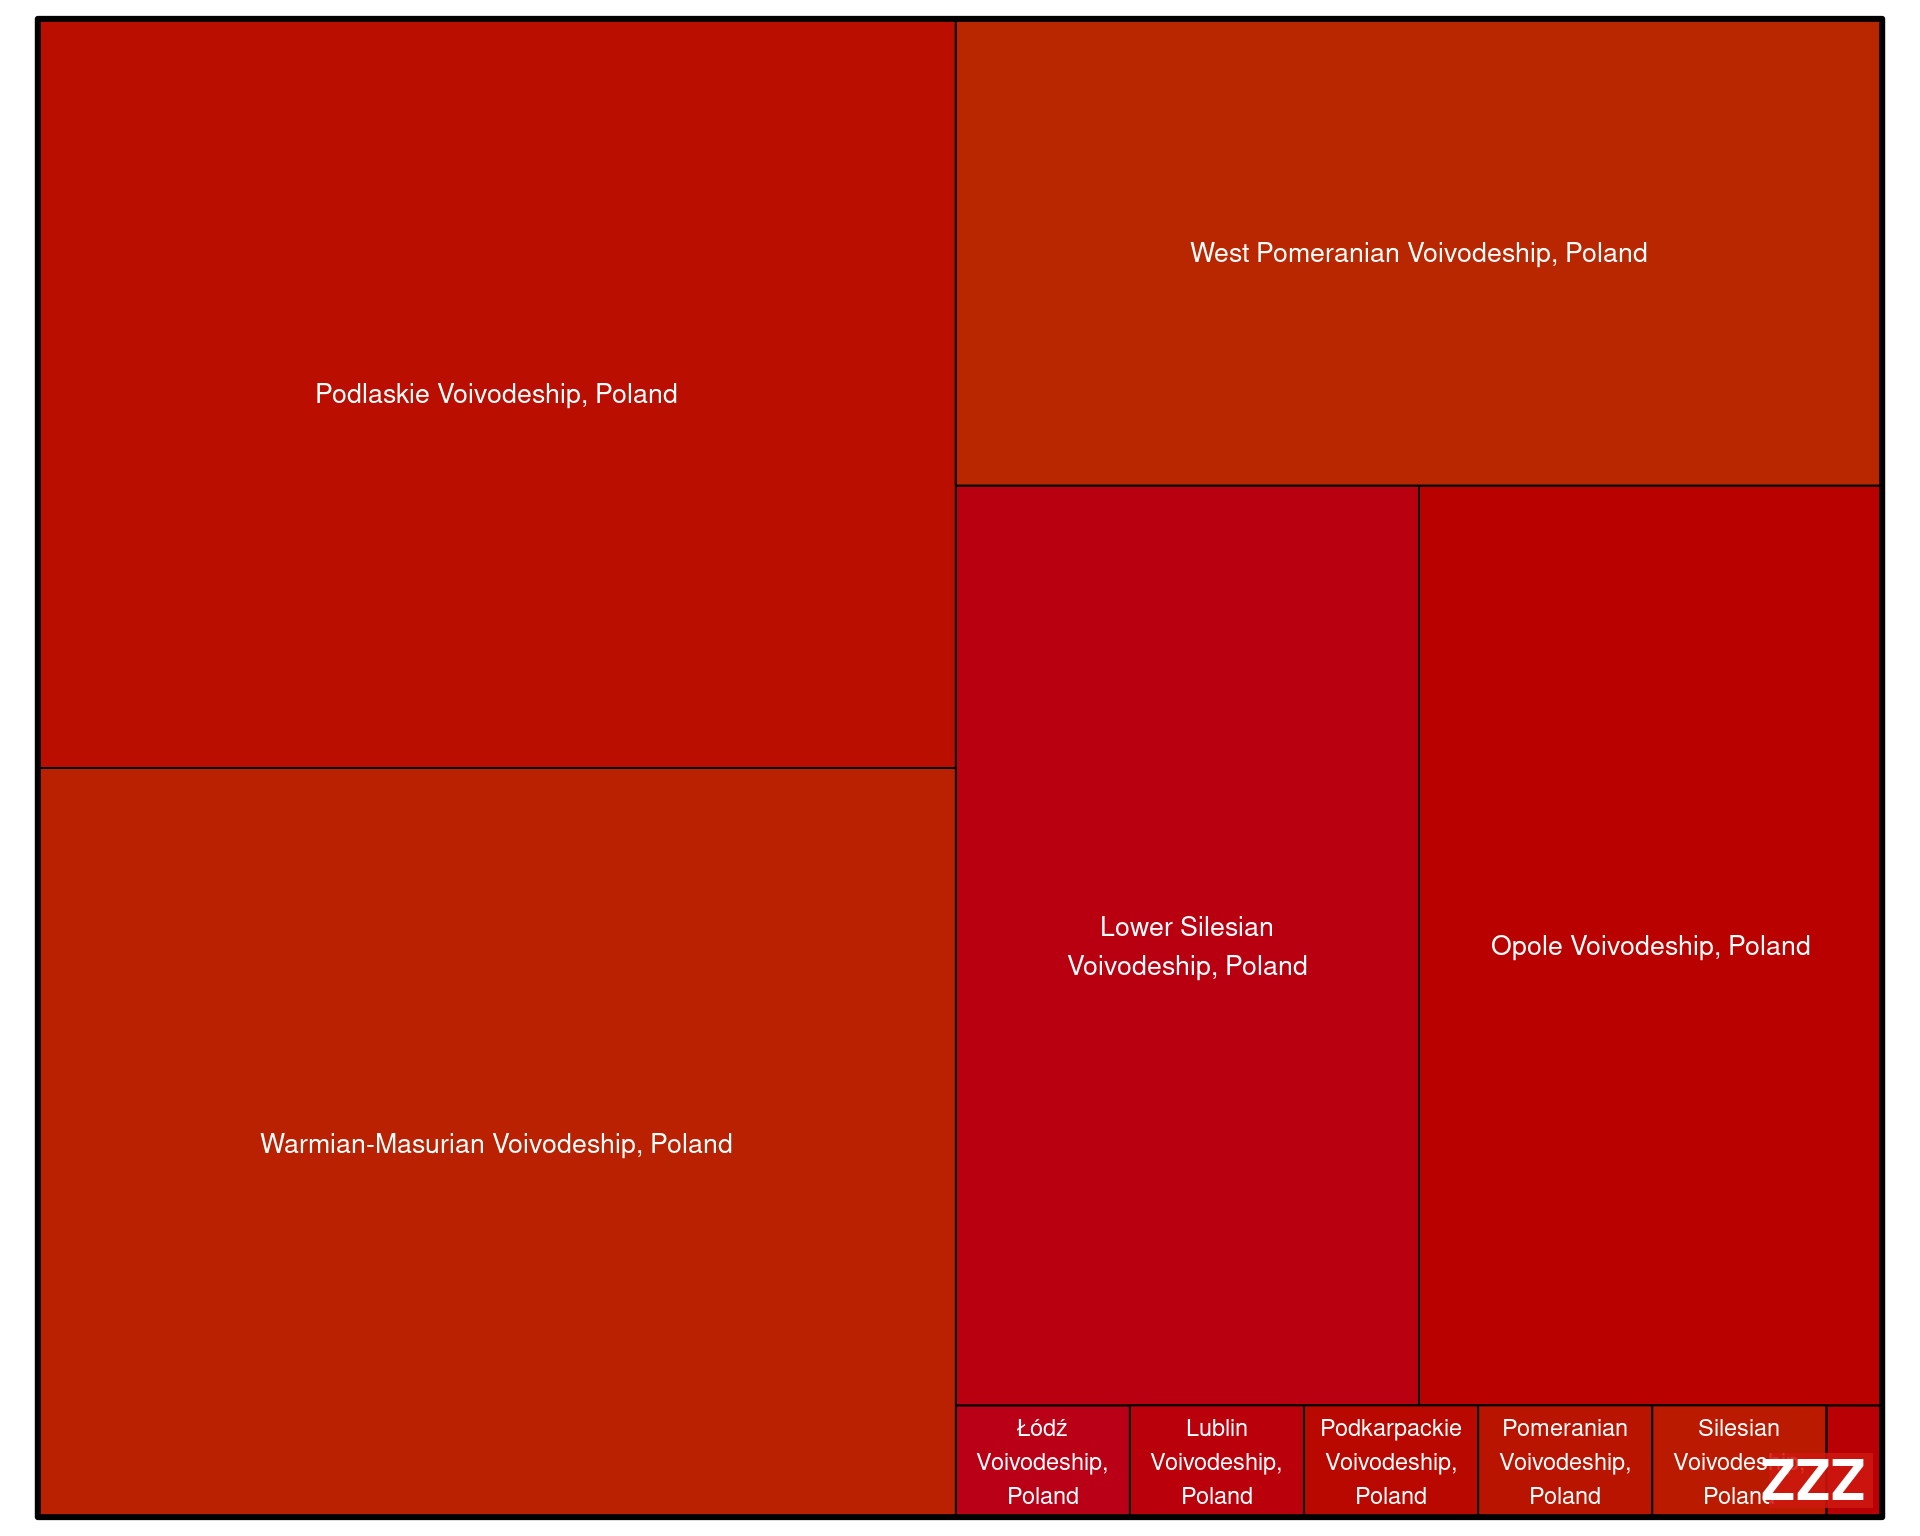 Podlaskie Voivodeship, Poland
Warmian-Masurian Voivodeship, Poland
West Pomeranian Voivodeship, Poland
Lower Silesian
Voivodeship, Poland
Opole Voivodeship, Poland
Łódź
Voivodeship,
Poland
Lublin
Voivodeship,
Poland
Podkarpackie
Voivodeship,
Poland
Pomeranian
Voivodeship,
Poland
Silesian
Voivodeship,
Poland
ZZZ